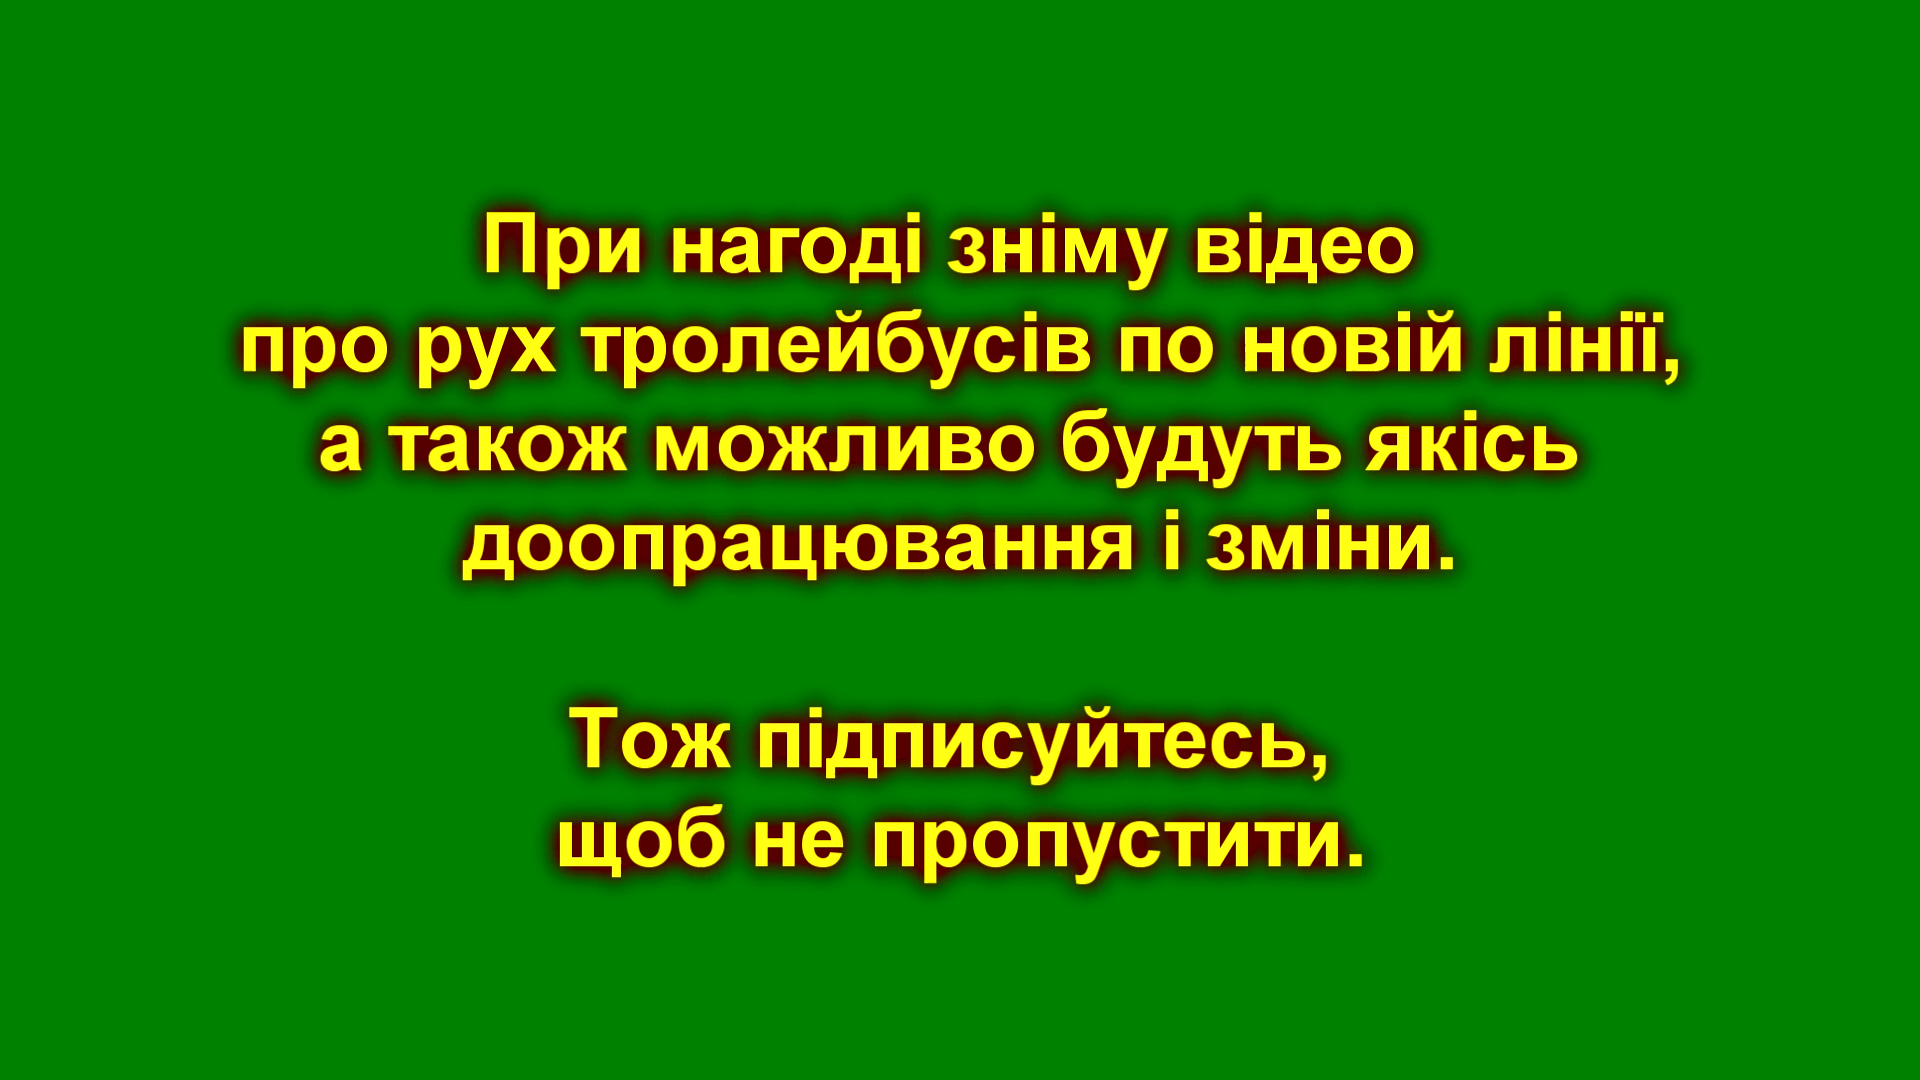 При нагоді зніму відео
про рух тролейбусів по новій лінії,
а також можливо будуть якісь
доопрацювання і зміни.
Тож підписуйтесь,
щоб не пропустити.